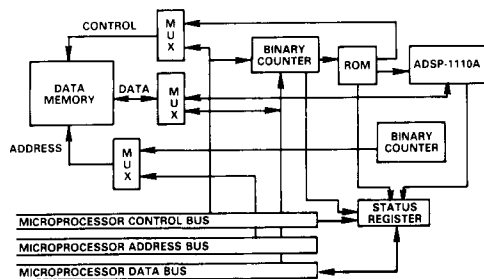 CONTROL
MUX
BINARY
COUNTER
ROM
ADSP-1110A
DATA
MEMORY
DATA
MUX
BINARY
COUNTER
ADDRESS
MUX
STATUS
REGISTER
MICROPROCESSOR CONTROL BUS
MICROPROCESSOR ADDRESS BUS
MICROPROCESSOR DATA BUS